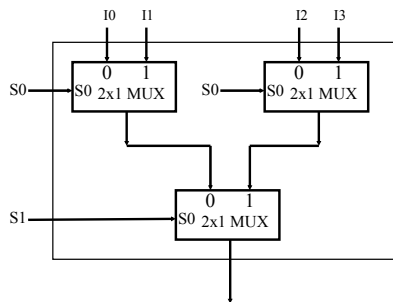 I0 I1 I2 I3
0 1 0 1
S0 S0 2x1 MUX S0 S0 2x1 MUX
0 1
S1 S0 2x1 MUX